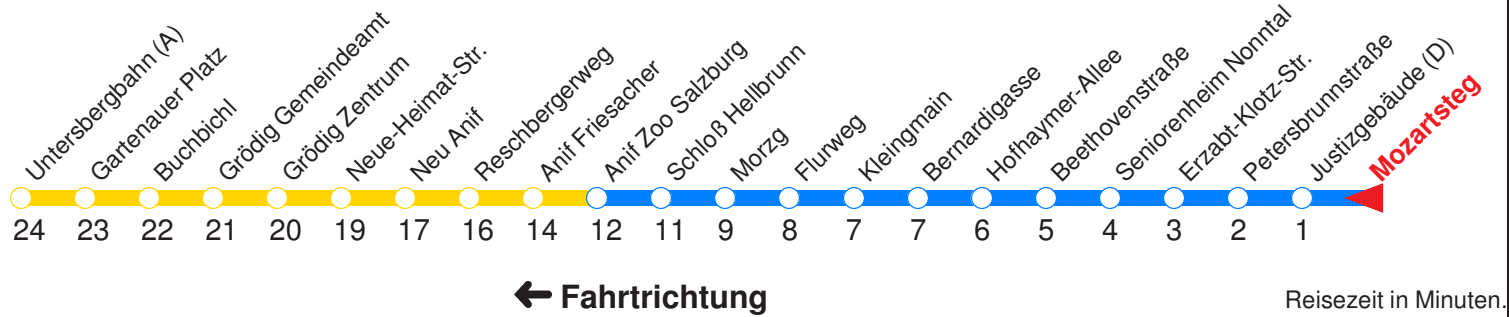 Untersbergbahn (A)
Gartenauer Platz
Buchbichl
Grödig Gemeindeamt
Grödig Zentrum
Neue-Heimat-Str.
Neu Anif
Reschbergerweg
Anif Friesacher
Anif Zoo Salzburg
Schloß Hellbrunn
Morzg
Flurweg
Kleingmain
Bernardigasse
Hofhaymer-Allee
Beethovenstraße
Seniorenheim Nonntal
Erzabt-Klotz-Str.
Petersbrunnstraße
Justizgebäude (D)
Mozartsteg
24 23 22 21 20 19 17 16 14 12 11 9 8 7 7 6 5 4 3 2 1
Fahrtrichtung
Reisezeit in Minuten.